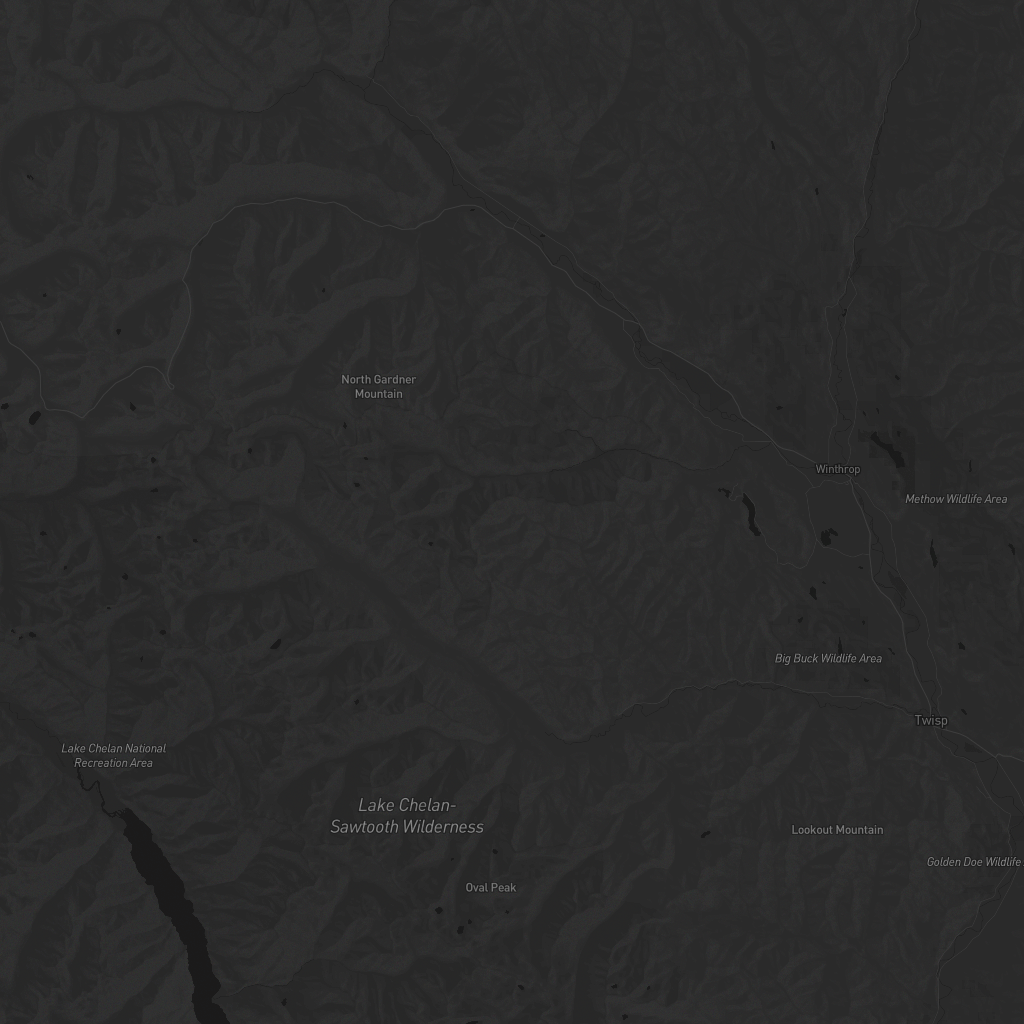 North Gardner
Mountain
Winthrop
Methow Wildlife Area
Big Buck Wildlife Area
Twisp
Lake Chelan National
Recreation Area
Lake Chelan-
Sawtooth Wilderness
Lookout Mountain
Golden Doe Wildlife
Oval Peak